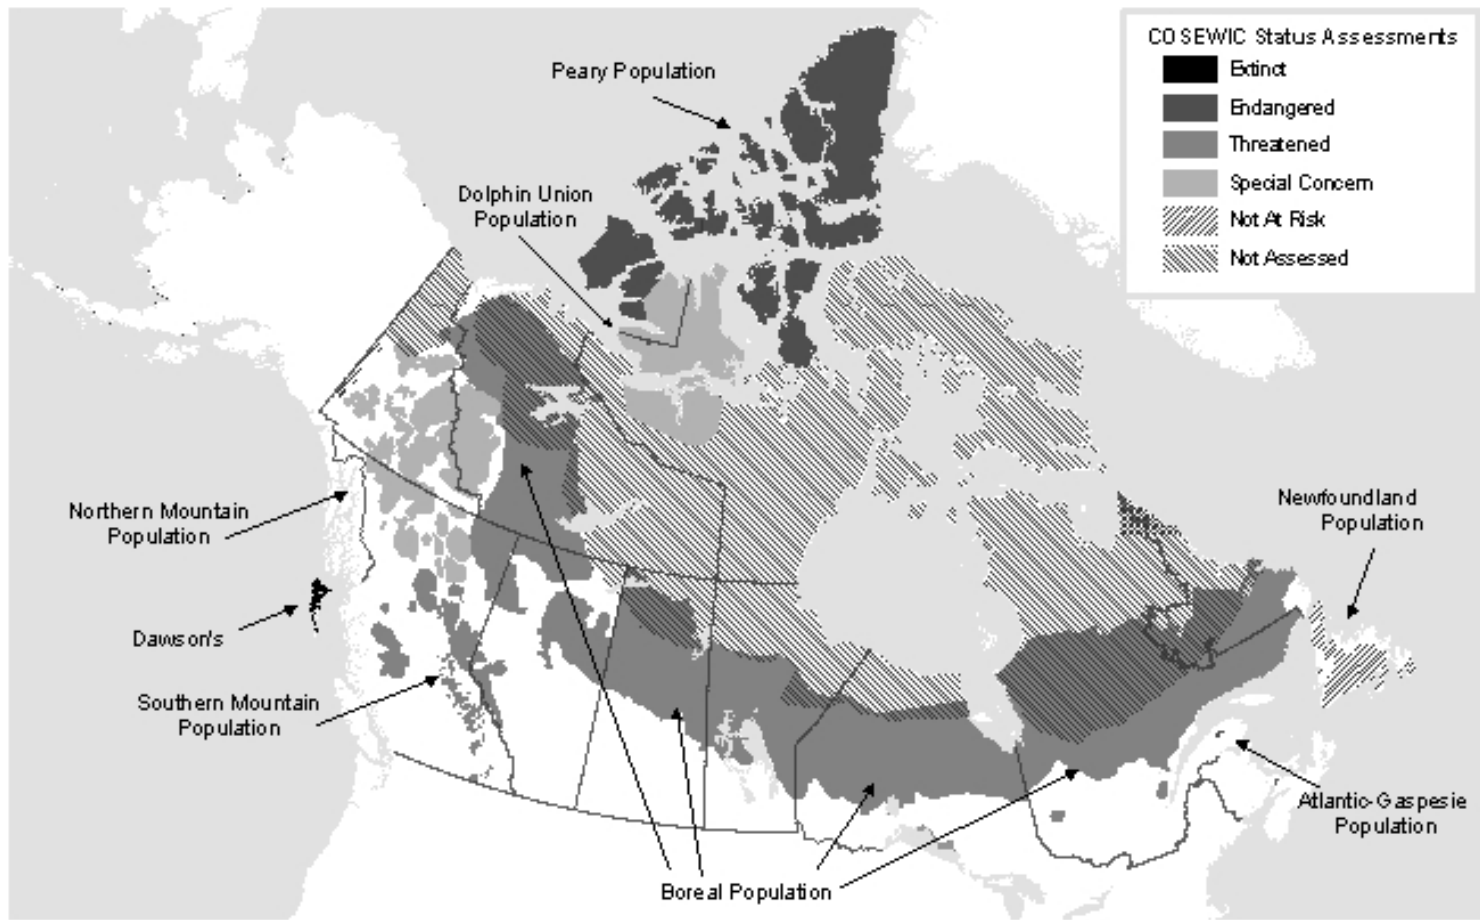 COSEWIC Status Assessments
Extinct
Endangered
Threatened
Special Concern
Not At Risk
Not Assessed
Peary Population
Dolphin Union
Population
Northern Mountain
Population
Newfoundland
Population
Dawson's
Southern Mountain
Population
Atlantic-Gaspesie
Population
Boreal Population